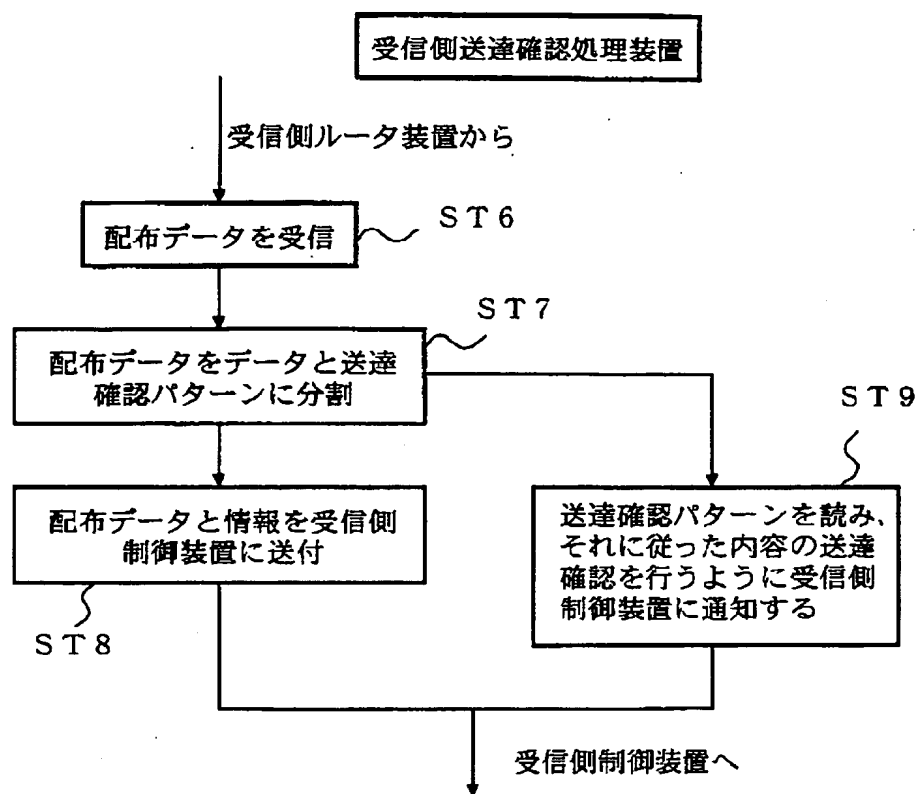 受信側送達確認処理装置
受信側ルータ装置から
配布データを受信
ST6
ST7
配布データをデータと送達
確認パターンに分割
ST9
配布データと情報を受信側
制御装置に送付
ST8
送達確認パターンを読み、
それに従った内容の送達
確認を行うように受信側
制御装置に通知する
受信側制御装置へ